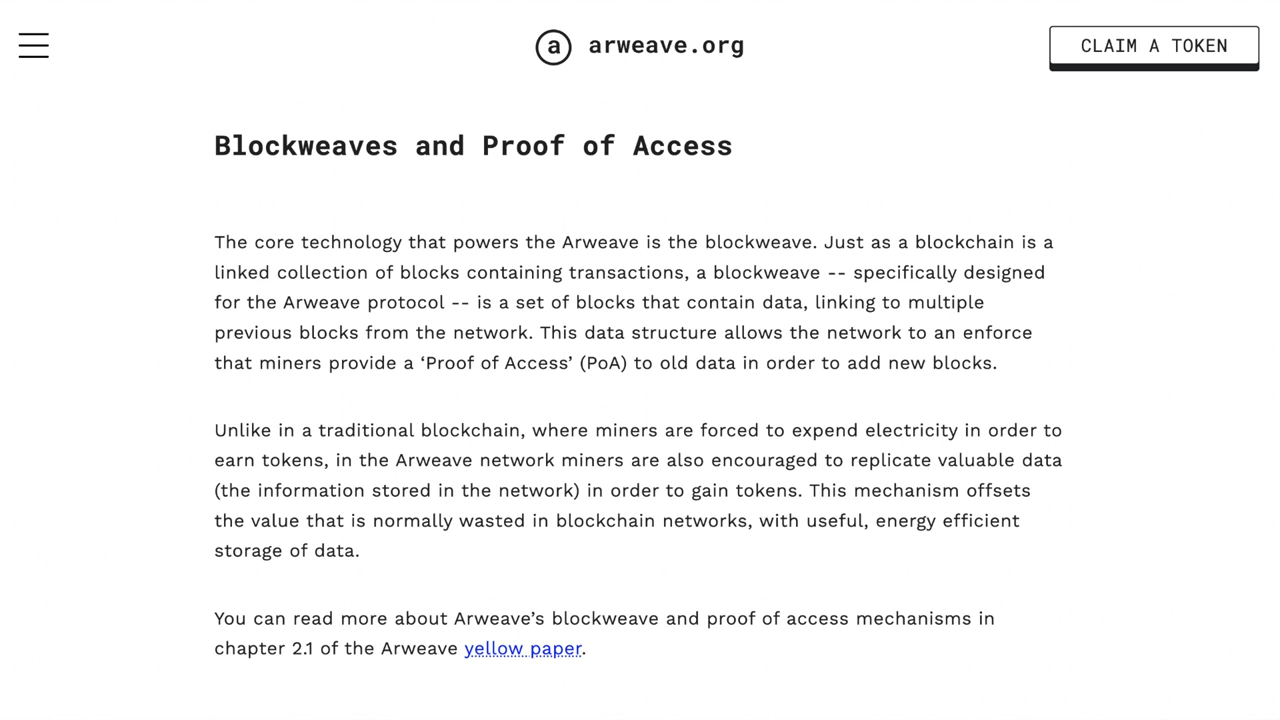 a arweave.org
CLAIM A TOKEN
Blockweaves and Proof of Access
The core technology that powers the Arweave is the blockweave. Just as a blockchain is a
linked collection of blocks containing transactions, a blockweave -- specifically designed
for the Arweave protocol -- is a set of blocks that contain data, linking to multiple
previous blocks from the network. This data structure allows the network to an enforce
that miners provide a ‘Proof of Access’ (PoA) to old data in order to add new blocks.
Unlike in a traditional blockchain, where miners are forced to expend electricity in order to
earn tokens, in the Arweave network miners are also encouraged to replicate valuable data
(the information stored in the network) in order to gain tokens. This mechanism offsets
the value that is normally wasted in blockchain networks, with useful, energy efficient
storage of data.
You can read more about Arweave’s blockweave and proof of access mechanisms in
chapter 2.1 of the Arweave yellow paper.